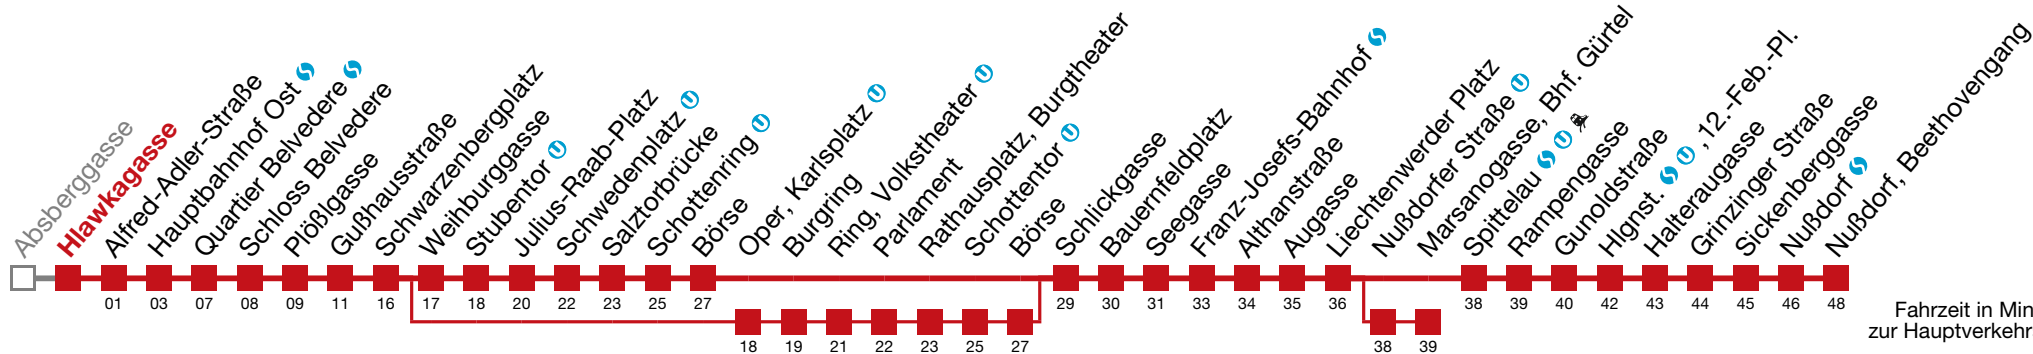 Absberggasse
Hlawkagasse
Alfred-Adler-Straße
Hauptbahnhof Ost S
Quartier Belvedere S
Schloss Belvedere
Plößlgasse
Gußhausstraße
Schwarzenbergplatz
Weihburggasse
Stubentor U
Julius-Raab-Platz
Schwedenplatz U
Salztorbrücke
Schottenring U
Börse
Oper, Karlsplatz U
Burgring
Ring, Volkstheater U
Parlament
Rathausplatz, Burgtheater
Schottentor U
Börse
Schlickgasse
Bauernfeldplatz
Seegasse
Franz-Josefs-Bahnhof S
Althanstraße
Augasse
Liechtenwerder Platz
Nußdorfer Straße U
Marsanogasse, Bhf. Gürtel
Spittelau S U
Rampengasse
Gunoldstraße
Hlgnst. S U , 12.-Feb.-Pl.
Halteraugasse
Grinzinger Straße
Sickenberggasse
Nußdorf S
Nußdorf, Beethovengang
01 03 07 08 09 11 16 17 18 20 22 23 25 27 29 30 31 33 34 35 36 38 39 40 42 43 44 45 46 48
18 19 21 22 23 25 27 38 39
Fahrzeit in Min
zur Hauptverkehr